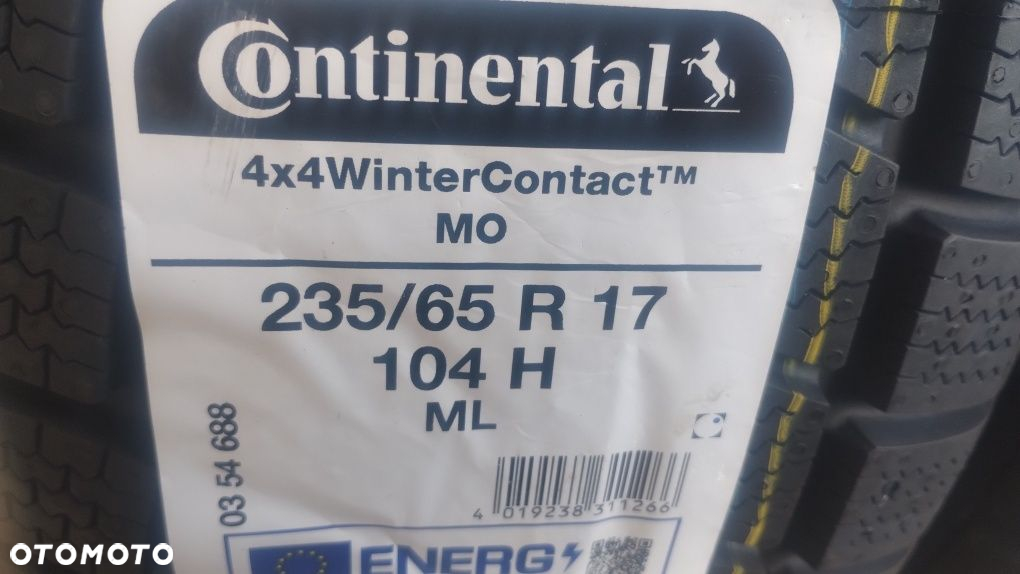 Continental
4x4WinterContact™
MO
235/65 R 17
104 H
ML
03 54 688
4 019238 311266
ENERG
OTOMOTO